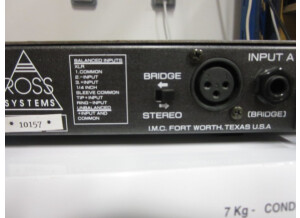 ROSS
SYSTEMS
* 10157 *
BALANCED INPUTS
XLR
1.COMMON
2.-INPUT
3.+INPUT
1/4 INCH
SLEEVE COMMON
TIP +INPUT
RING -INPUT
UNBALANCED
+INPUT AND
COMMON
BRIDGE
STEREO
INPUT A
(BRIDGE)
I.M.C. FORT WORTH, TEXAS U.S.A
7 Kg - COND